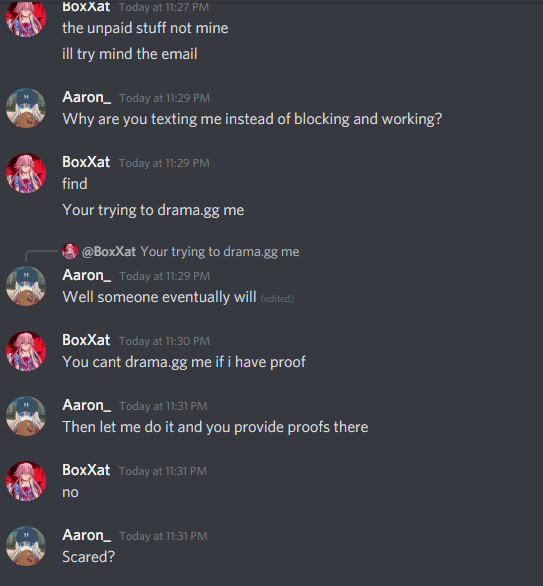 BoxXat Today at 11:27 PM
the unpaid stuff not mine
ill try mind the email
Aaron_ Today at 11:29 PM
Why are you texting me instead of blocking and working?
BoxXat Today at 11:29 PM
find
Your trying to drama.gg me
@BoxXat Your trying to drama.gg me
Aaron_ Today at 11:29 PM
Well someone eventually will (edited)
BoxXat Today at 11:30 PM
You cant drama.gg me if i have proof
Aaron_ Today at 11:31 PM
Then let me do it and you provide proofs there
BoxXat Today at 11:31 PM
no
Aaron_ Today at 11:31 PM
Scared?